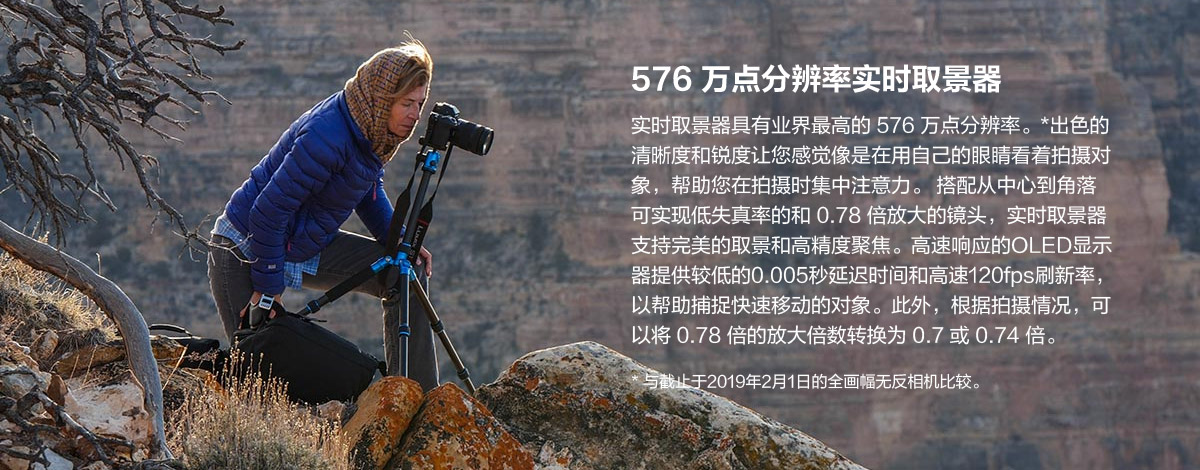 576 万点分辨率实时取景器
实时取景器具有业界最高的 576 万点分辨率。*出色的
清晰度和锐度让您感觉像是在用自己的眼睛看着拍摄对
象，帮助您在拍摄时集中注意力。 搭配从中心到角落
可实现低失真率的和 0.78 倍放大的镜头，实时取景器
支持完美的取景和高精度聚焦。高速响应的OLED显示
器提供较低的0.005秒延迟时间和高速120fps刷新率，
以帮助捕捉快速移动的对象。此外，根据拍摄情况，可
以将 0.78 倍的放大倍数转换为 0.7 或 0.74 倍。
* 与截止于2019年2月1日的全画幅无反相机比较。